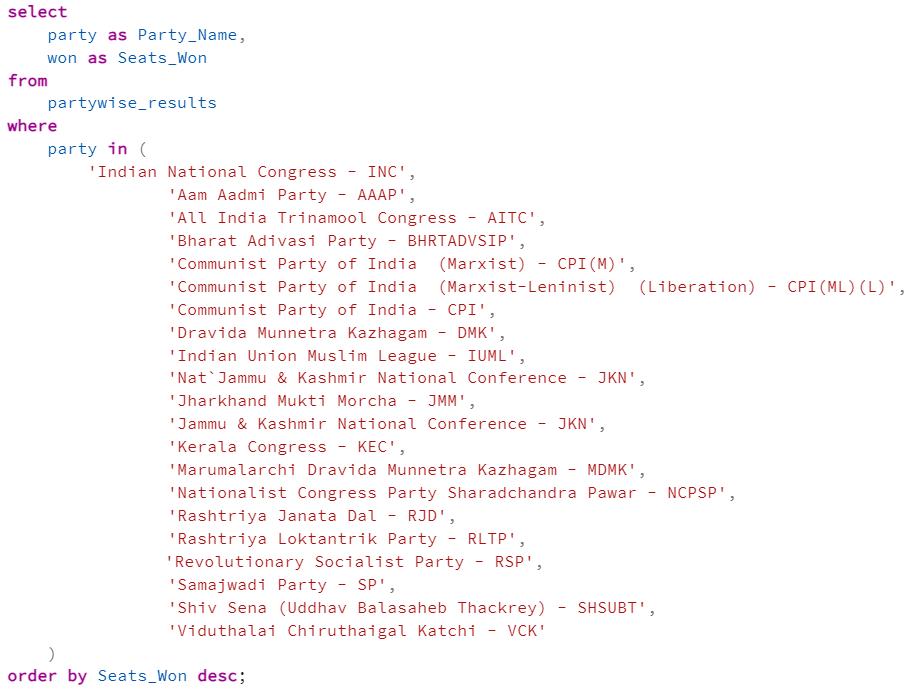 select
party as Party_Name,
won as Seats_Won
from
partywise_results
where
party in (
'Indian National Congress - INC',
'Aam Aadmi Party - AAAP',
'All India Trinamool Congress - AITC',
'Bharat Adivasi Party - BHRTADVSIP',
'Communist Party of India  (Marxist) - CPI(M)',
'Communist Party of India  (Marxist-Leninist)  (Liberation) - CPI(ML)(L)',
'Communist Party of India - CPI',
'Dravida Munnetra Kazhagam - DMK',
'Indian Union Muslim League - IUML',
'Nat`Jammu & Kashmir National Conference - JKN',
'Jharkhand Mukti Morcha - JMM',
'Jammu & Kashmir National Conference - JKN',
'Kerala Congress - KEC',
'Marumalarchi Dravida Munnetra Kazhagam - MDMK',
'Nationalist Congress Party Sharadchandra Pawar - NCPSP',
'Rashtriya Janata Dal - RJD',
'Rashtriya Loktantrik Party - RLTP',
'Revolutionary Socialist Party - RSP',
'Samajwadi Party - SP',
'Shiv Sena (Uddhav Balasaheb Thackrey) - SHSUBT',
'Viduthalai Chiruthaigal Katchi - VCK'
)
order by Seats_Won desc;